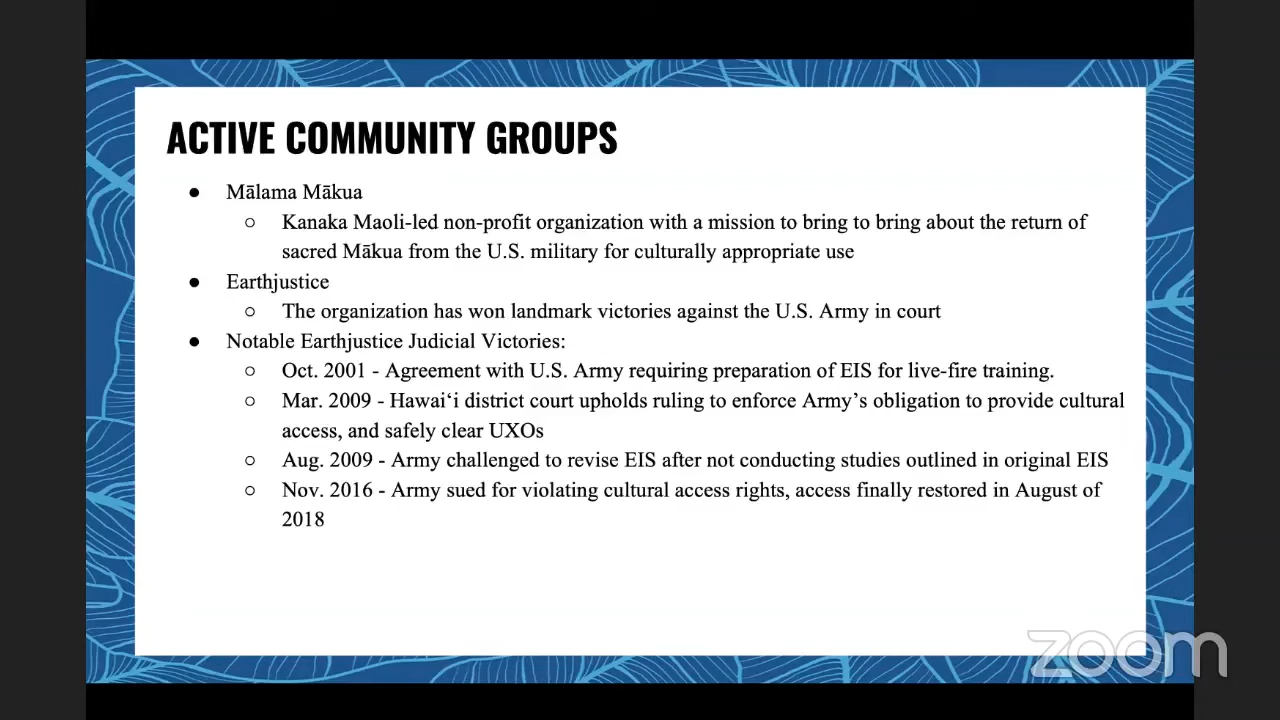 ACTIVE COMMUNITY GROUPS
● Mālama Mākua
○ Kanaka Maoli-led non-profit organization with a mission to bring to bring about the return of
sacred Mākua from the U.S. military for culturally appropriate use
● Earthjustice
○ The organization has won landmark victories against the U.S. Army in court
● Notable Earthjustice Judicial Victories:
○ Oct. 2001 - Agreement with U.S. Army requiring preparation of EIS for live-fire training.
○ Mar. 2009 - Hawaiʻi district court upholds ruling to enforce Army’s obligation to provide cultural
access, and safely clear UXOs
○ Aug. 2009 - Army challenged to revise EIS after not conducting studies outlined in original EIS
○ Nov. 2016 - Army sued for violating cultural access rights, access finally restored in August of
2018
zoom